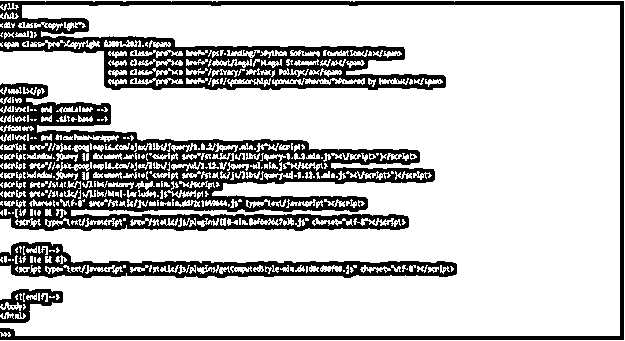 </li>
</ul>
<div class="copyright">
<p><small>
<span class="pre">Copyright ©2001-2021.</span>
<span class="pre"><a href="/psf-landing/">Python Software Foundation</a></span>
<span class="pre"><a href="/about/legal/">Legal Statements</a></span>
<span class="pre"><a href="/privacy/">Privacy Policy</a></span>
<span class="pre"><a href="/psf/sponsorship/sponsors/#heroku">Powered by Heroku</a></span>
</small></p>
</div>
</div><!-- end .container -->
</div><!-- end .site-base -->
</footer>
</div><!-- end #touchnav-wrapper -->
<script src="//ajax.googleapis.com/ajax/libs/jquery/1.8.2/jquery.min.js"></script>
<script>window.jQuery || document.write('<script src="/static/js/libs/jquery-1.8.2.min.js"><\/script>')</script>
<script src="//ajax.googleapis.com/ajax/libs/jqueryui/1.12.1/jquery-ui.min.js"></script>
<script>window.jQuery || document.write('<script src="/static/js/libs/jquery-ui-1.12.1.min.js"><\/script>')</script>
<script src="/static/js/libs/masonry.pkgd.min.js"></script>
<script src="/static/js/libs/html-includes.js"></script>
<script charset="utf-8" src="/static/js/main-min.dd72c1659644.js" type="text/javascript"></script>
<!--[if lte IE 7]>
<script type="text/javascript" src="/static/js/plugins/ charset="utf-8"></script>
<![endif]-->
<!--[if lte IE 8]>
<script type="text/javascript" src="/static/js/plugins/getComputedStyle-min.d41d8cd98f00.js" charset="utf-8"></script>
<![endif]-->
</body>
</html>
>>>